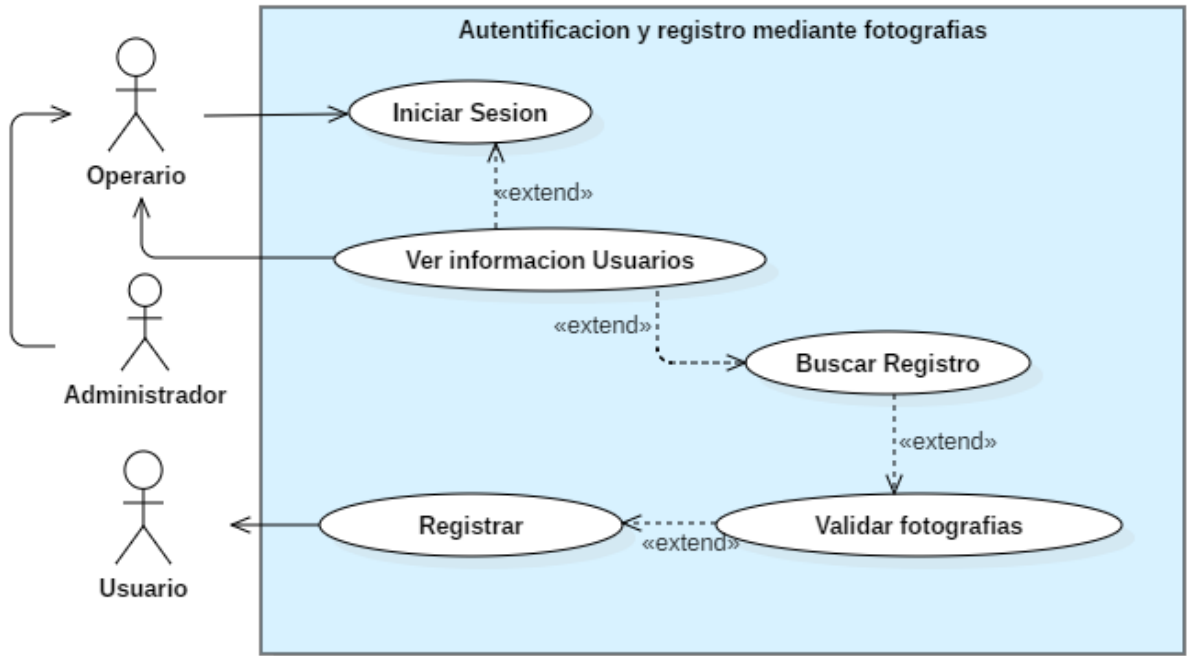 Autentificacion y registro mediante fotografias
Iniciar Sesion
Operario
«extend»
Ver informacion Usuarios
«extend»
Buscar Registro
Administrador
«extend»
Registrar
Validar fotografias
«extend»
Usuario